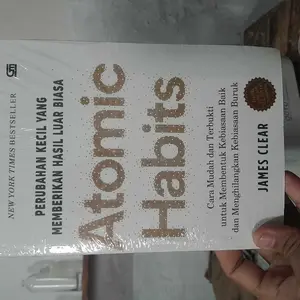 NEW YORK TIMES BESTSELLER
PERUBAHAN KECIL YANG
MEMBERIKAN HASIL LUAR BIASA
Atomic
Habits
Cara Mudah dan Terbukti
untuk Membentuk Kebiasaan Baik
dan Menghilangkan Kebiasaan Buruk
JAMES CLEAR